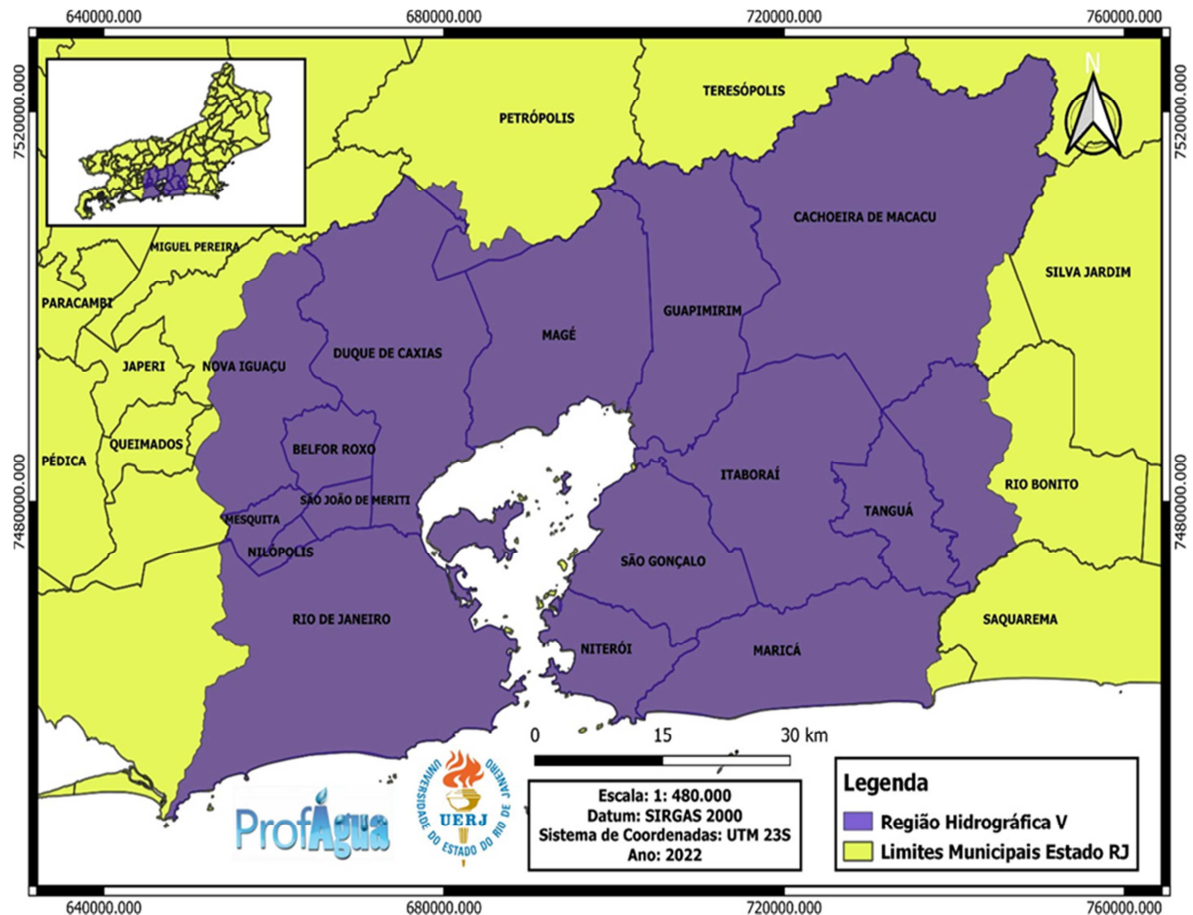 640000.000
680000.000
720000.000
760000.000
7520000.000
7520000.000
N
TERESÓPOLIS
PETRÓPOLIS
CACHOEIRA DE MACACU
MIGUEL PEREIRA
SILVA JARDIM
PARACAMBI
GUAPIMIRIM
MAGÉ
DUQUE DE CAXIAS
JAPERI
NOVA IGUAÇU
QUEIMADOS
BELFOR ROXO
PÉDICA
ITABORAÍ
RIO BONITO
7480000.000
7480000.000
SÃO JOÃO DE MERITI
TANGUÁ
MESQUITA
NILÓPOLIS
SÃO GONÇALO
RIO DE JANEIRO
SAQUAREMA
NITERÓI
MARICÁ
0 15 30 km
ProfÁgua
UNIVERSIDADE DO ESTADO DO RIO DE JANEIRO
UERJ
Escala: 1: 480.000
Datum: SIRGAS 2000
Sistema de Coordenadas: UTM 23S
Ano: 2022
Legenda
Região Hidrográfica V
Limites Municipais Estado RJ
640000.000
680000.000
720000.000
760000.000